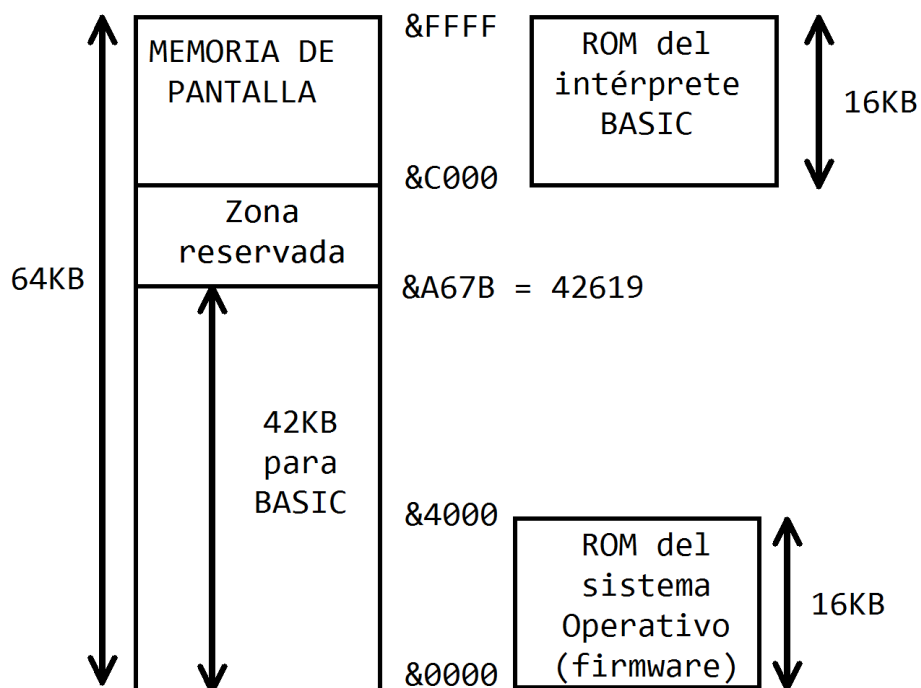 MEMORIA DE
PANTALLA
&FFFF
ROM del
intérprete
BASIC
16KB
&C000
Zona
reservada
64KB
&A67B = 42619
42KB
para
BASIC
&4000
ROM del
sistema
Operativo
(firmware)
16KB
&0000